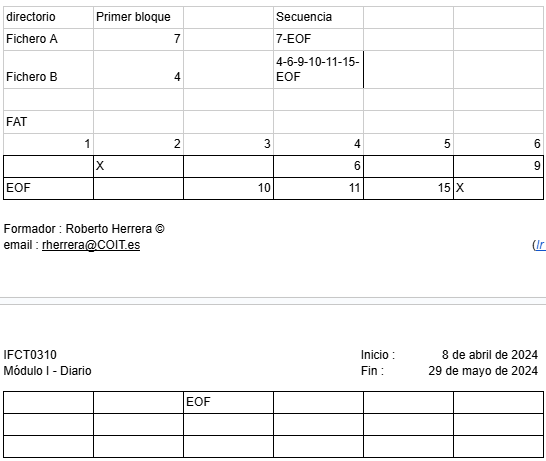 directorio Primer bloque Secuencia
Fichero A 7 7-EOF
4-6-9-10-11-15-
Fichero B 4 EOF
FAT
1 2 3 4 5 6
X 6 9
EOF 10 11 15 X
Formador : Roberto Herrera ©
email : rherrera@COIT.es (Ir
IFCT0310 Inicio : 8 de abril de 2024
Módulo I - Diario Fin : 29 de mayo de 2024
EOF